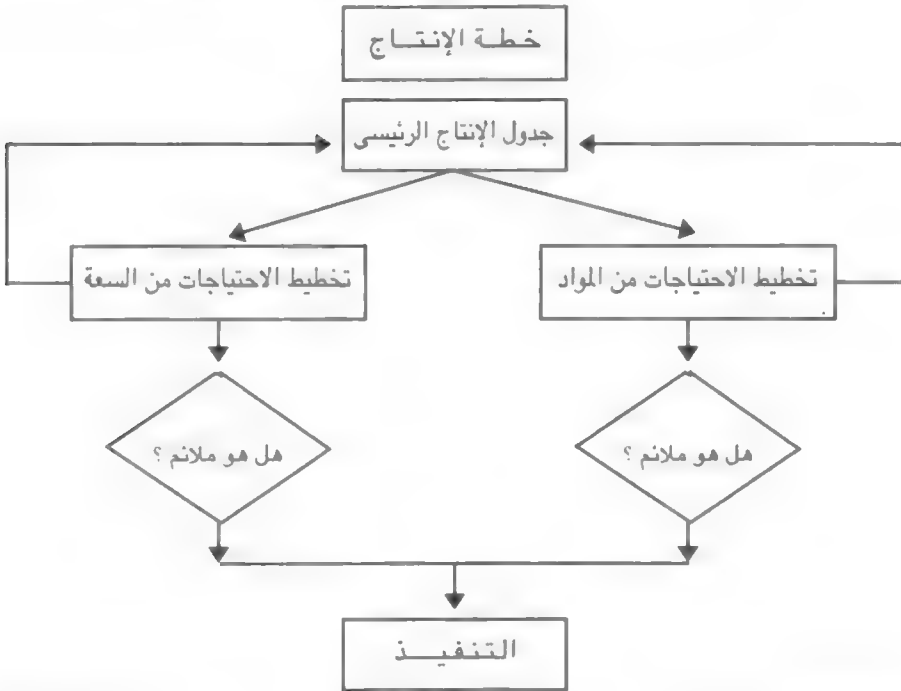 خطة الإنتاج
جدول الإنتاج الرئيسى
تخطيط الاحتياجات من المواد
تخطيط الاحتياجات من السعة
هل هو ملائم ؟
هل هو ملائم ؟
التنفيذ